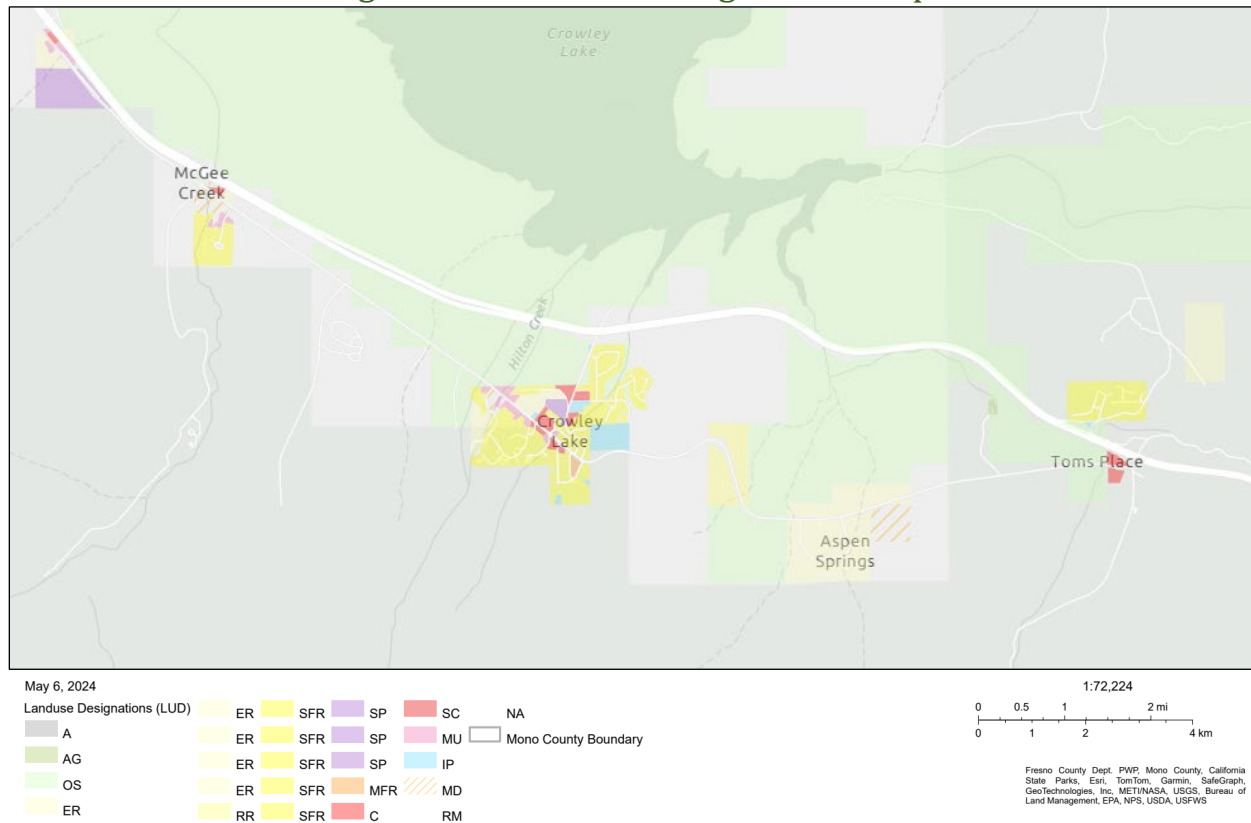 Crowley
Lake
McGee
Creek
Hilton Creek
Crowley
Lake
Toms Place
Aspen
Springs
May 6, 2024
Landuse Designations (LUD)
A
AG
OS
ER
ER
ER
ER
ER
RR
SFR
SFR
SFR
SFR
SFR
SP
SP
SP
MFR
C
SC
MU
IP
MD
RM
NA
Mono County Boundary
1:72,224
0 0.5 1 2 mi
0 1 2 4 km
Fresno County Dept. PWP, Mono County, California
State Parks, Esri, TomTom, Garmin, SafeGraph,
GeoTechnologies, Inc, METI/NASA, USGS, Bureau of
Land Management, EPA, NPS, USDA, USFWS